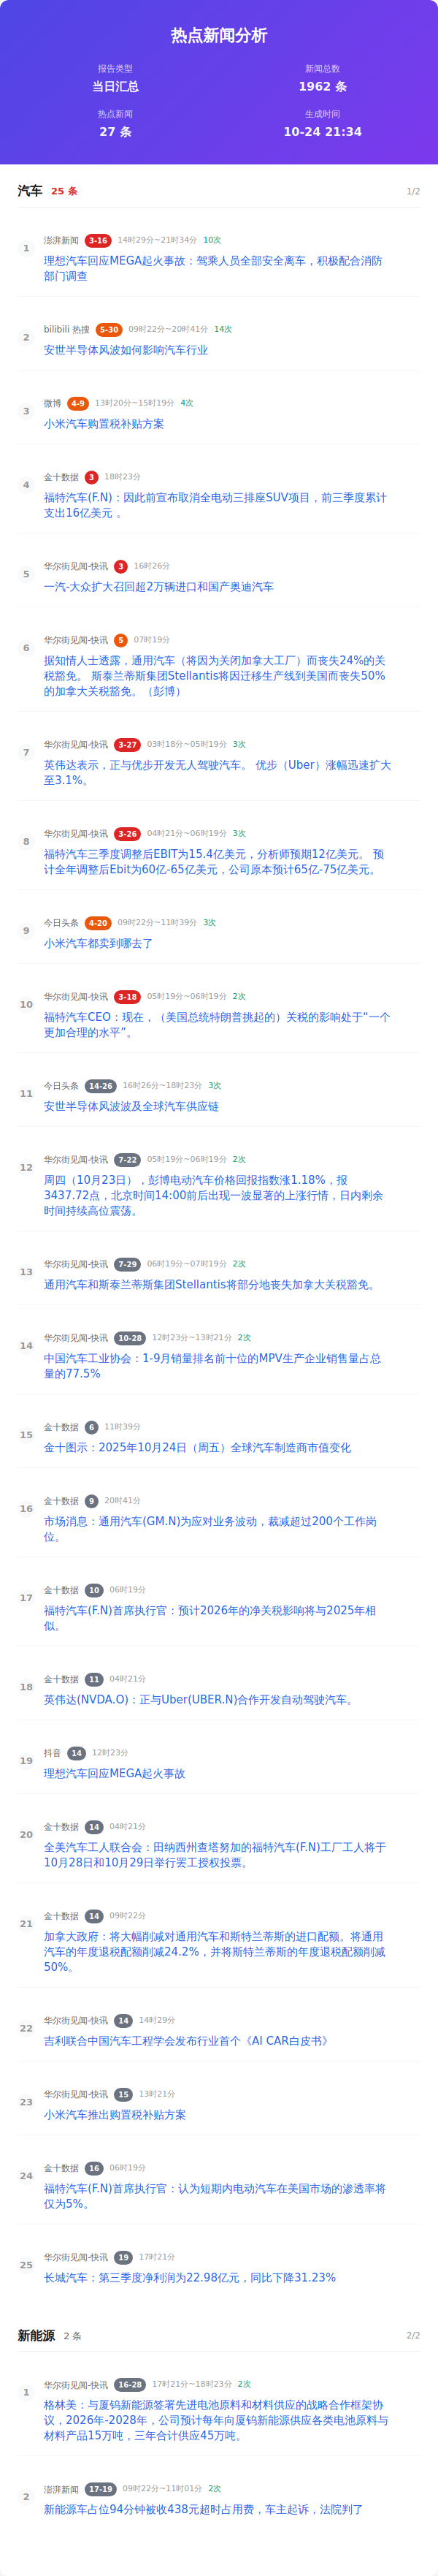 热点新闻分析
报告类型
新闻总数
当日汇总
1962 条
热点新闻
生成时间
27 条
10-24 21:34
汽车 25 条 1/2
1
澎湃新闻 3-16 14时29分~21时34分 10次
理想汽车回应MEGA起火事故：驾乘人员全部安全离车，积极配合消防
部门调查
2
bilibili 热搜 5-30 09时22分~20时41分 14次
安世半导体风波如何影响汽车行业
3
微博 4-9 13时20分~15时19分 4次
小米汽车购置税补贴方案
4
金十数据 3 18时23分
福特汽车(F.N)：因此前宣布取消全电动三排座SUV项目，前三季度累计
支出16亿美元 。
5
华尔街见闻-快讯 3 16时26分
一汽-大众扩大召回超2万辆进口和国产奥迪汽车
6
华尔街见闻-快讯 5 07时19分
据知情人士透露，通用汽车（将因为关闭加拿大工厂）而丧失24%的关
税豁免。 斯泰兰蒂斯集团Stellantis将因迁移生产线到美国而丧失50%
的加拿大关税豁免。（彭博）
7
华尔街见闻-快讯 3-27 03时18分~05时19分 3次
英伟达表示，正与优步开发无人驾驶汽车。 优步（Uber）涨幅迅速扩大
至3.1%。
8
华尔街见闻-快讯 3-26 04时21分~06时19分 3次
福特汽车三季度调整后EBIT为15.4亿美元，分析师预期12亿美元。 预
计全年调整后Ebit为60亿-65亿美元，公司原本预计65亿-75亿美元。
9
今日头条 4-20 09时22分~11时39分 3次
小米汽车都卖到哪去了
10
华尔街见闻-快讯 3-18 05时19分~06时19分 2次
福特汽车CEO：现在，（美国总统特朗普挑起的）关税的影响处于“一个
更加合理的水平”。
11
今日头条 14-26 16时26分~18时23分 3次
安世半导体风波波及全球汽车供应链
12
华尔街见闻-快讯 7-22 05时19分~06时19分 2次
周四（10月23日），彭博电动汽车价格回报指数涨1.18%，报
3437.72点，北京时间14:00前后出现一波显著的上涨行情，日内剩余
时间持续高位震荡。
13
华尔街见闻-快讯 7-29 06时19分~07时19分 2次
通用汽车和斯泰兰蒂斯集团Stellantis将部分地丧失加拿大关税豁免。
14
华尔街见闻-快讯 10-28 12时23分~13时21分 2次
中国汽车工业协会：1-9月销量排名前十位的MPV生产企业销售量占总
量的77.5%
15
金十数据 6 11时39分
金十图示：2025年10月24日（周五）全球汽车制造商市值变化
16
金十数据 9 20时41分
市场消息：通用汽车(GM.N)为应对业务波动，裁减超过200个工作岗
位。
17
金十数据 10 06时19分
福特汽车(F.N)首席执行官：预计2026年的净关税影响将与2025年相
似。
18
金十数据 11 04时21分
英伟达(NVDA.O)：正与Uber(UBER.N)合作开发自动驾驶汽车。
19
抖音 14 12时23分
理想汽车回应MEGA起火事故
20
金十数据 14 04时21分
全美汽车工人联合会：田纳西州查塔努加的福特汽车(F.N)工厂工人将于
10月28日和10月29日举行罢工授权投票。
21
金十数据 14 09时22分
加拿大政府：将大幅削减对通用汽车和斯特兰蒂斯的进口配额。将通用
汽车的年度退税配额削减24.2%，并将斯特兰蒂斯的年度退税配额削减
50%。
22
华尔街见闻-快讯 14 14时29分
吉利联合中国汽车工程学会发布行业首个《AI CAR白皮书》
23
华尔街见闻-快讯 15 13时21分
小米汽车推出购置税补贴方案
24
金十数据 16 06时19分
福特汽车(F.N)首席执行官：认为短期内电动汽车在美国市场的渗透率将
仅为5%。
25
华尔街见闻-快讯 19 17时21分
长城汽车：第三季度净利润为22.98亿元，同比下降31.23%
新能源 2 条 2/2
1
华尔街见闻-快讯 16-28 17时21分~18时23分 2次
格林美：与厦钨新能源签署先进电池原料和材料供应的战略合作框架协
议，2026年-2028年，公司预计每年向厦钨新能源供应各类电池原料与
材料产品15万吨，三年合计供应45万吨。
2
澎湃新闻 17-19 09时22分~11时01分 2次
新能源车占位94分钟被收438元超时占用费，车主起诉，法院判了